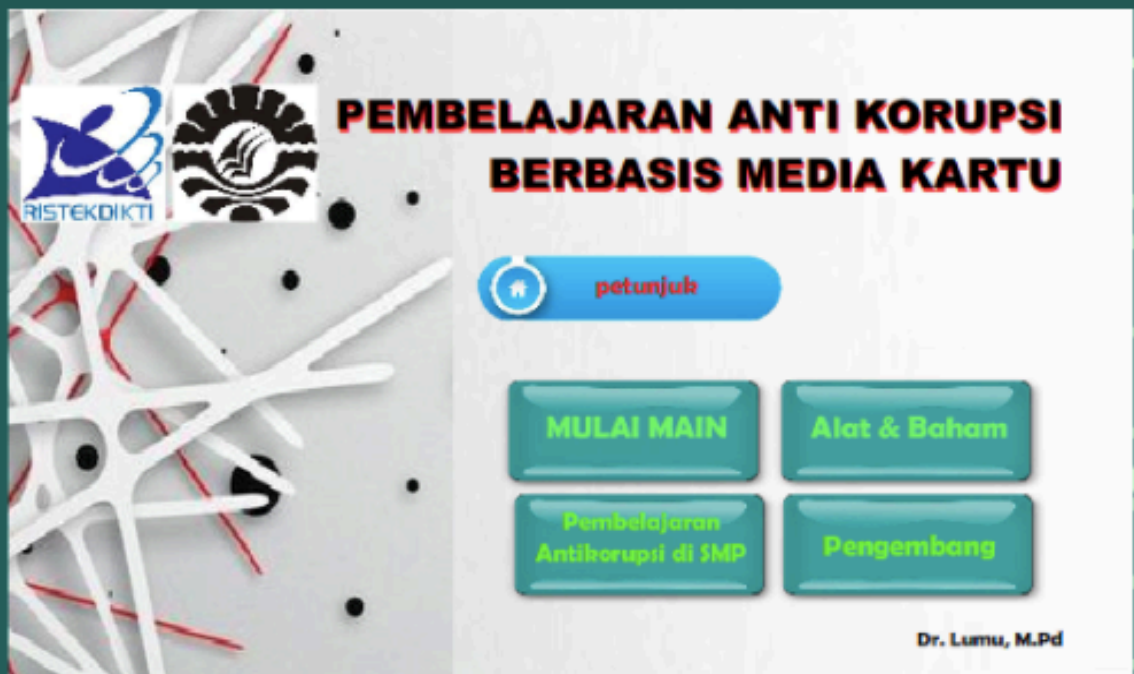 PEMBELAJARAN ANTI KORUPSI
BERBASIS MEDIA KARTU
RISTEKDIKTI
petunjuk
MULAI MAIN
Alat & Baham
Pembelajaran
Antikorupsi di SMP
Pengembang
Dr. Lumu, M.Pd